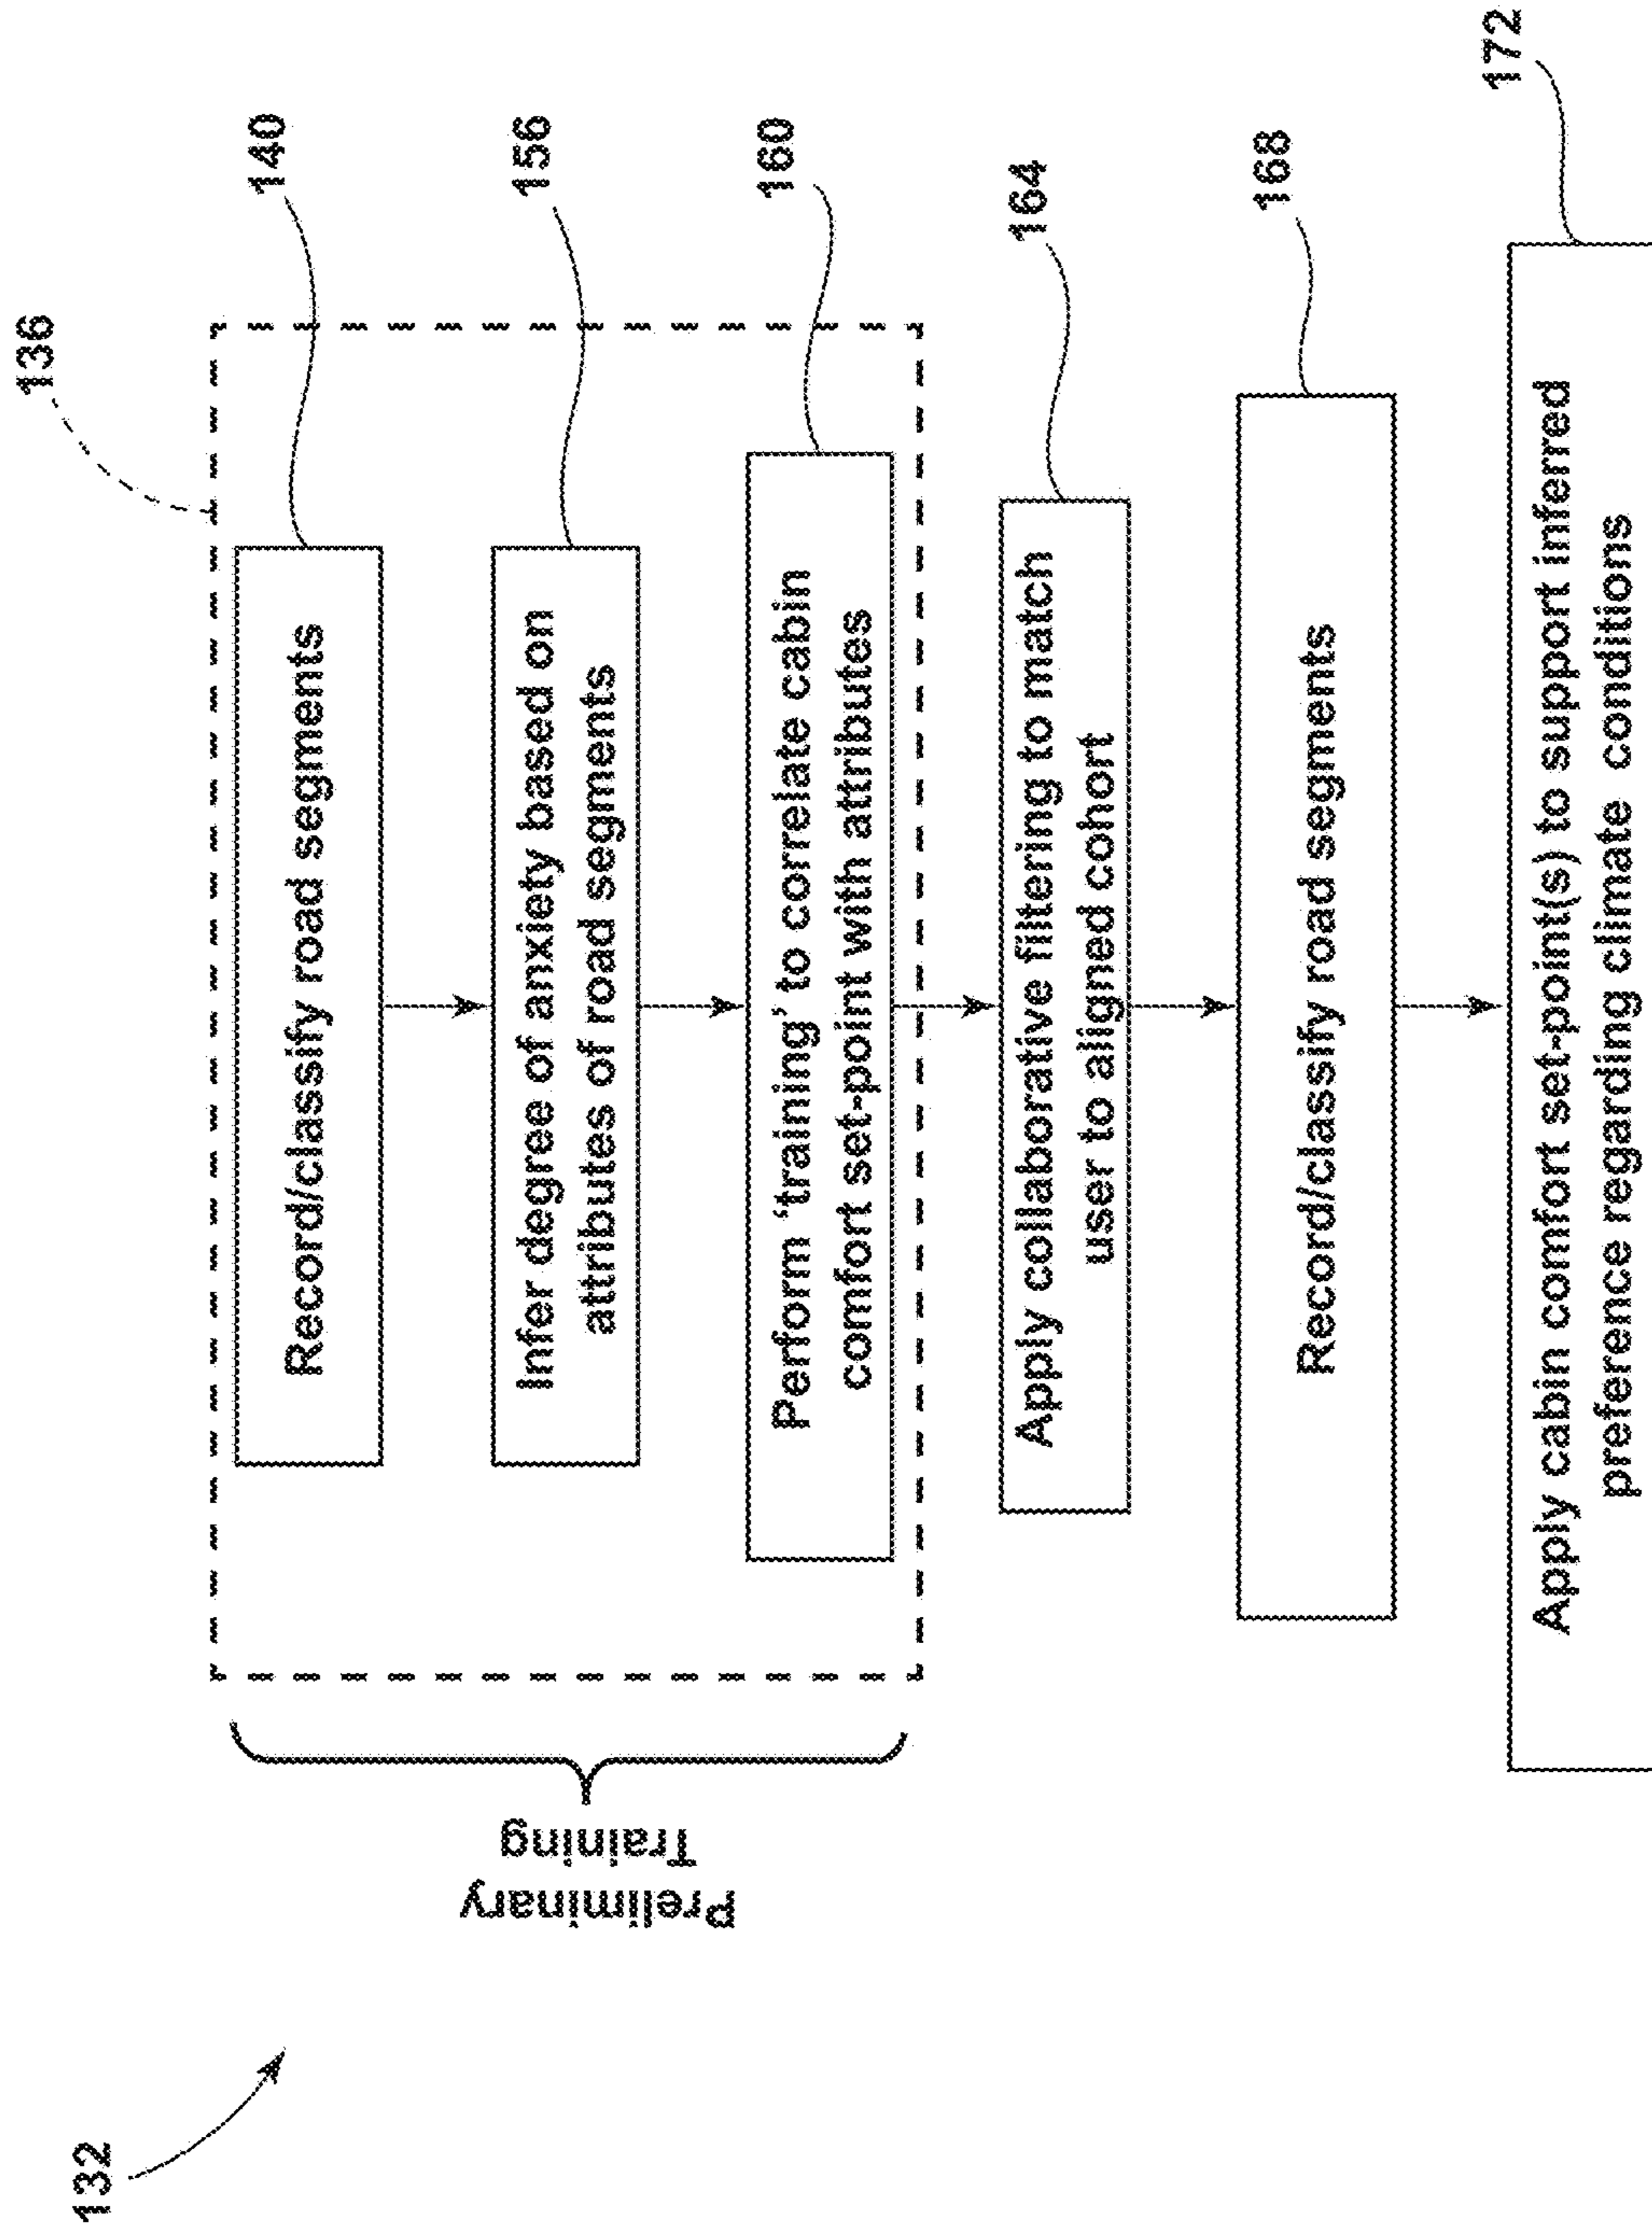 132
136
Preliminary
Training
Record/classify road segments
140
Infer degree of anxiety based on
attributes of road segments
156
Perform ‘training’ to correlate cabin
comfort set-point with attributes
160
Apply collaborative filtering to match
user to aligned cohort
164
Record/classify road segments
168
Apply cabin comfort set-point(s) to support inferred
preference regarding climate conditions
172